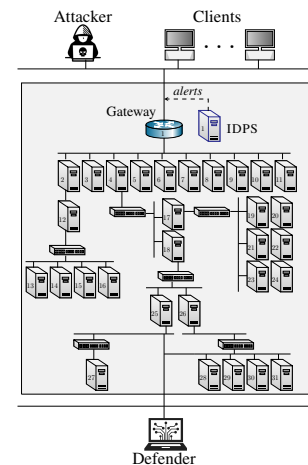 Attacker Clients
alerts
Gateway
1 1 IDPS
2 3 4 5 6 7 8 9 10 11
12 17 19 20
18 21 22
13 14 15 16 23 24
25 26
27 28 29 30 31
Defender